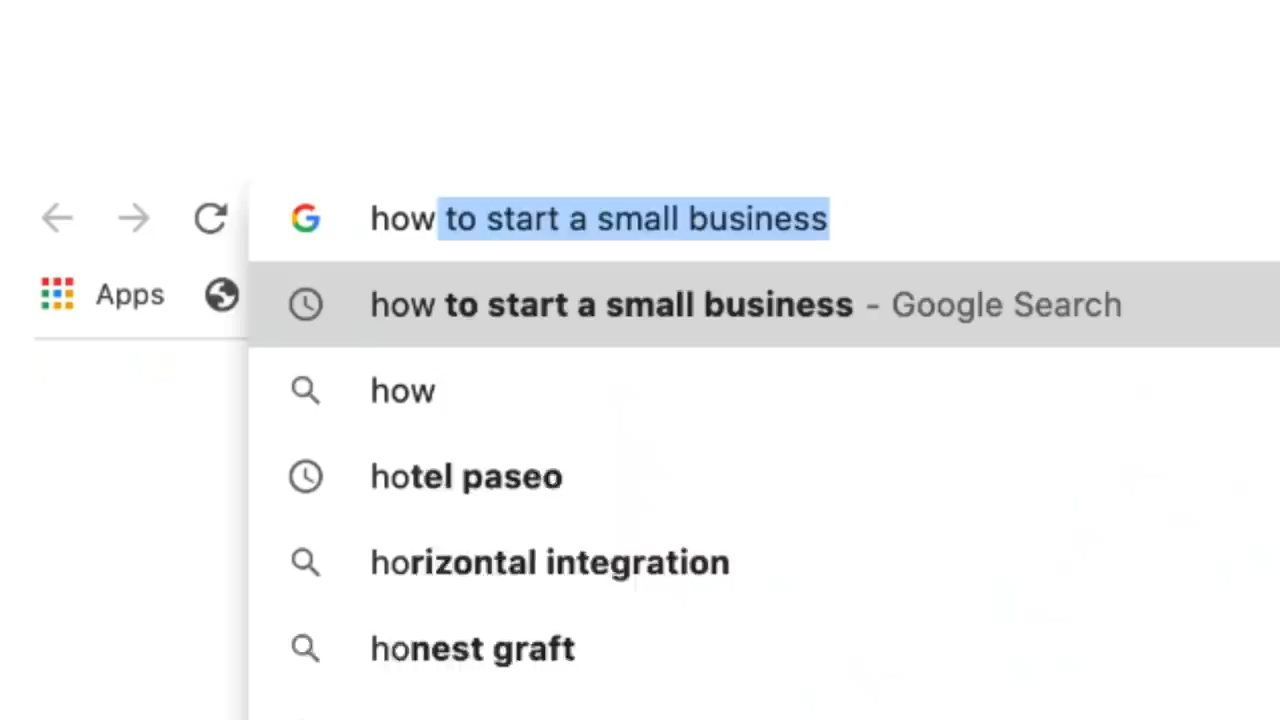 how to start a small business
Apps
how to start a small business - Google Search
how
hotel paseo
horizontal integration
honest graft